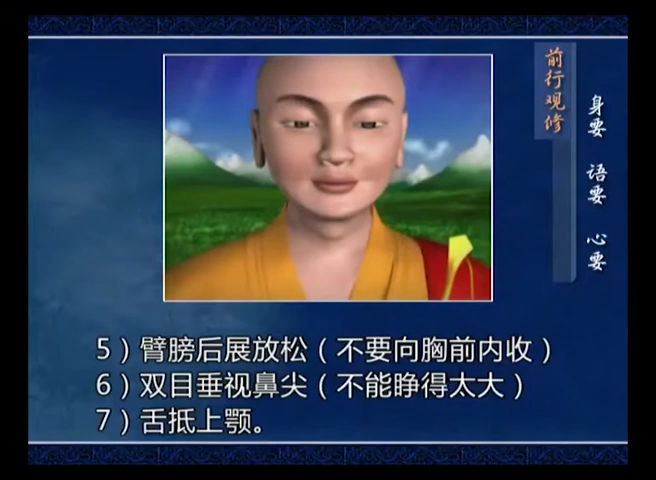 前行观修
身要 语要 心要
5）臂膀后展放松（不要向胸前内收）
6）双目垂视鼻尖（不能睁得太大）
7）舌抵上颚。